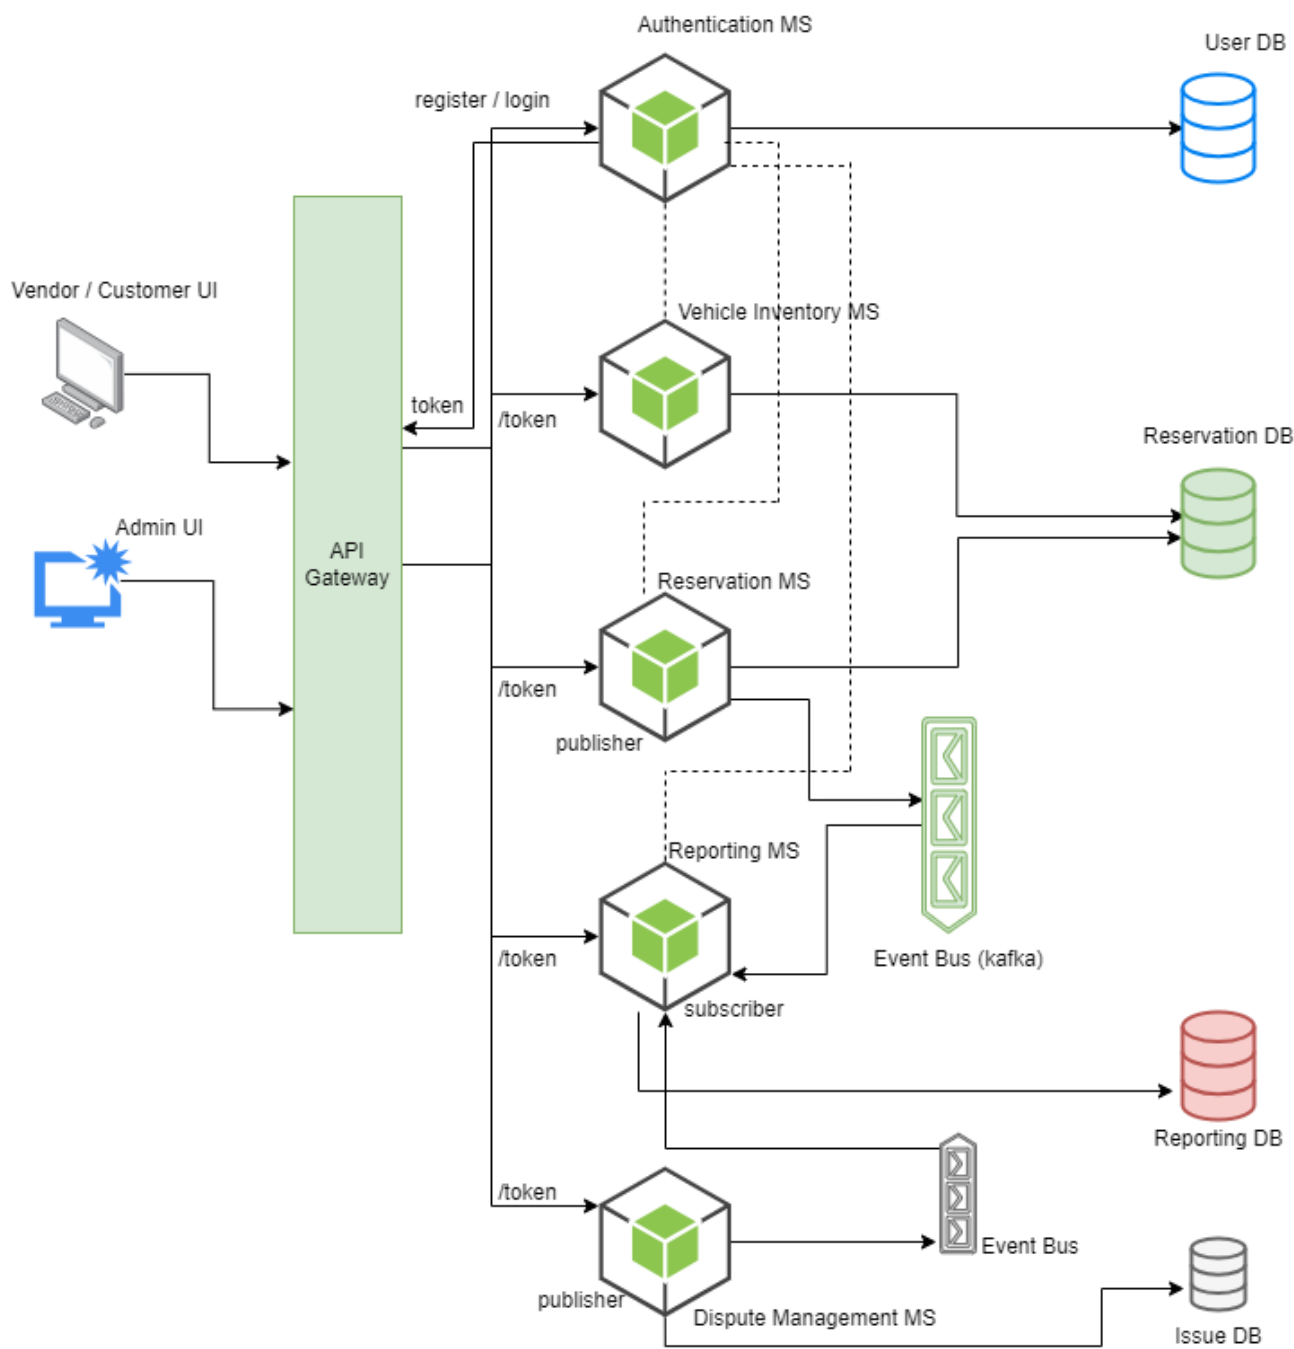 Authentication MS
User DB
register / login
Vendor / Customer UI
Vehicle Inventory MS
token
/token
Reservation DB
Admin UI
API
Gateway
Reservation MS
/token
publisher
Reporting MS
/token
Event Bus (kafka)
subscriber
Reporting DB
/token
Event Bus
publisher
Dispute Management MS
Issue DB